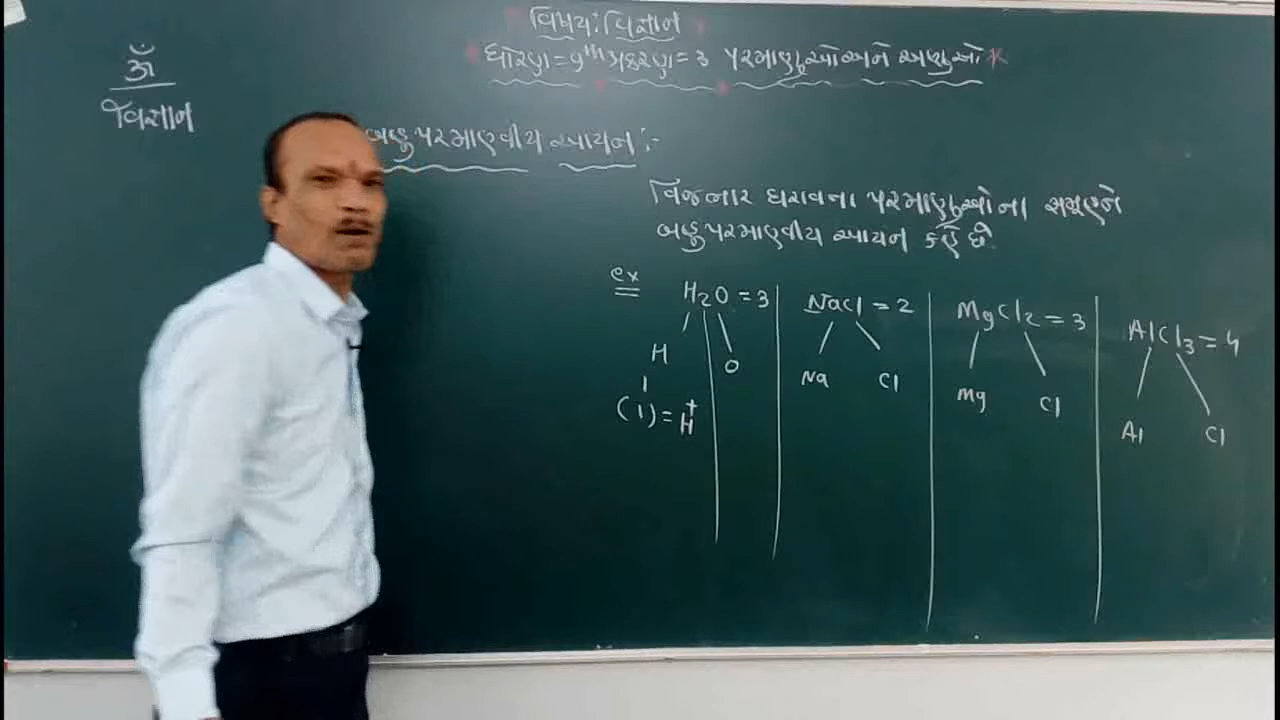 ૐ
વિજ્ઞાન
વિષય: વિજ્ઞાન
ધોરણ = 9th પ્રકરણ = 3 પરમાણુઓ અને અણુઓ *
બહુપરમાણ્વીય આયન :-
વિજભાર ધરાવતા પરમાણુઓના સમૂહને
બહુપરમાણ્વીય આયન કહે છે.
ex
H2O = 3
H O
(1) = H+
NaCl = 2
Na Cl
MgCl2 = 3
Mg Cl
AlCl3 = 4
Al Cl